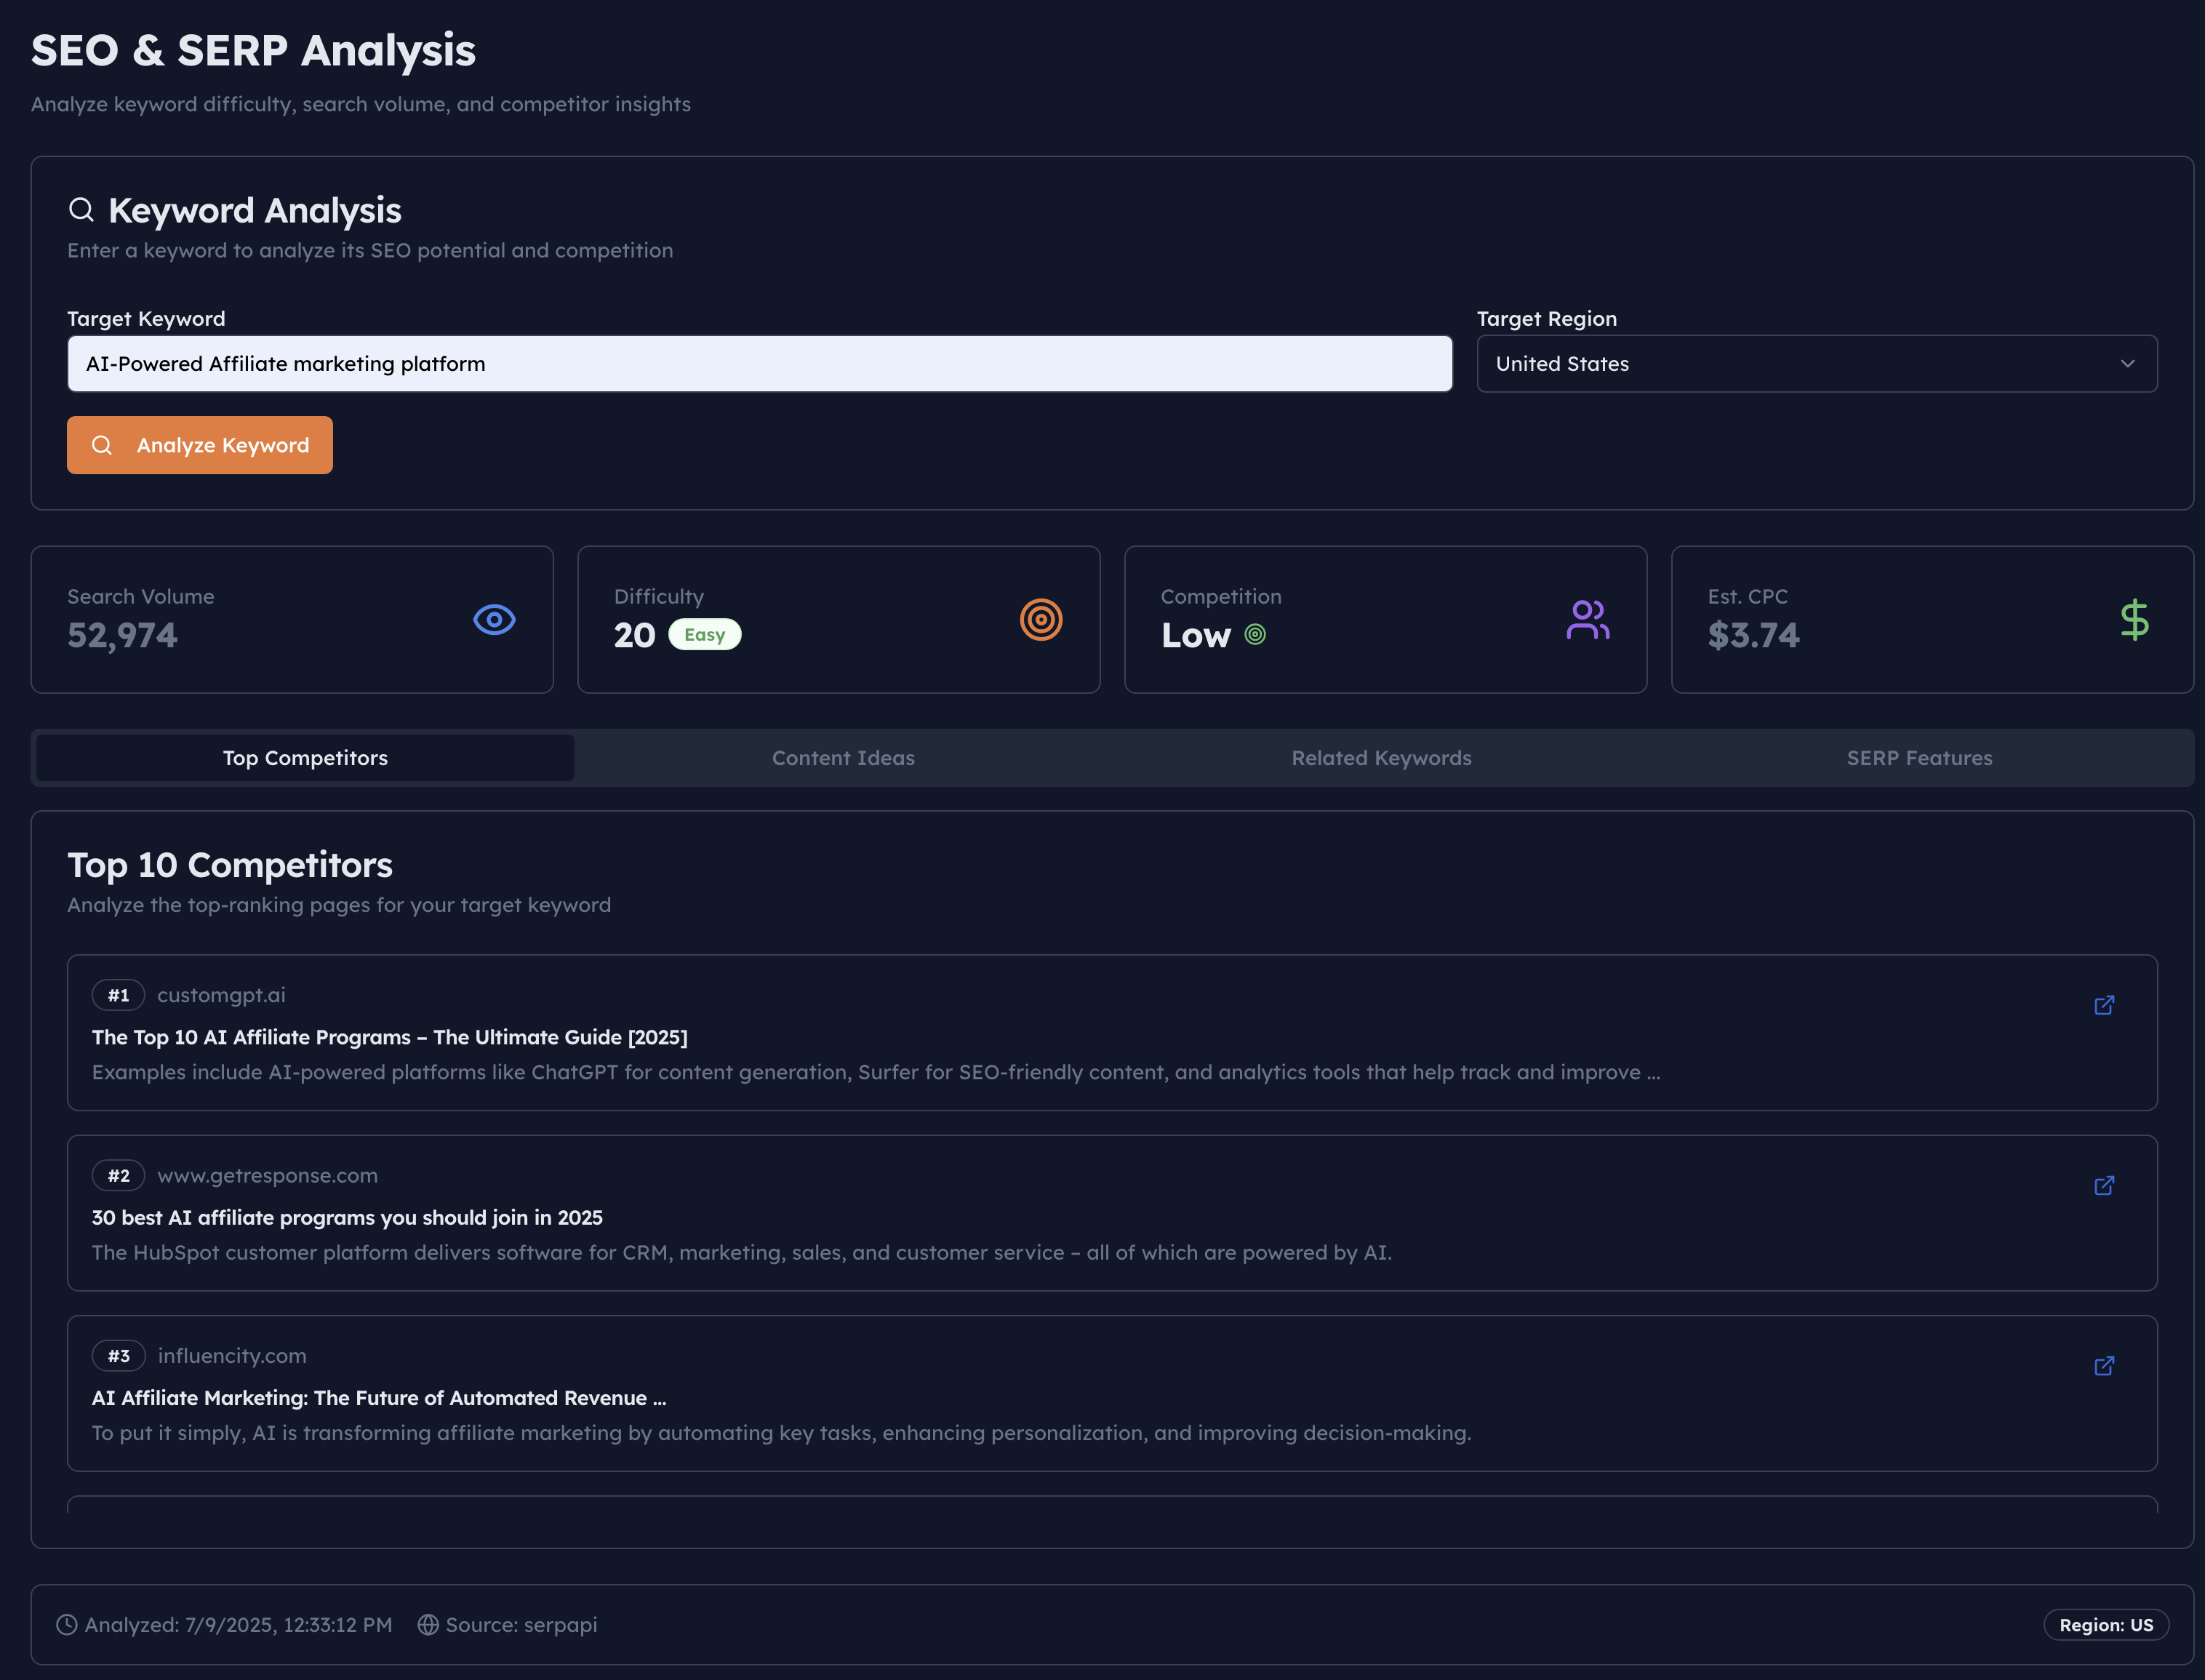 SEO & SERP Analysis
Analyze keyword difficulty, search volume, and competitor insights
Keyword Analysis
Enter a keyword to analyze its SEO potential and competition
Target Keyword
Target Region
AI-Powered Affiliate marketing platform
United States
Analyze Keyword
Search Volume
52,974
Difficulty
20 Easy
Competition
Low
Est. CPC
$3.74
Top Competitors
Content Ideas
Related Keywords
SERP Features
Top 10 Competitors
Analyze the top-ranking pages for your target keyword
#1 customgpt.ai
The Top 10 AI Affiliate Programs – The Ultimate Guide [2025]
Examples include AI-powered platforms like ChatGPT for content generation, Surfer for SEO-friendly content, and analytics tools that help track and improve ...
#2 www.getresponse.com
30 best AI affiliate programs you should join in 2025
The HubSpot customer platform delivers software for CRM, marketing, sales, and customer service – all of which are powered by AI.
#3 influencity.com
AI Affiliate Marketing: The Future of Automated Revenue ...
To put it simply, AI is transforming affiliate marketing by automating key tasks, enhancing personalization, and improving decision-making.
Analyzed: 7/9/2025, 12:33:12 PM
Source: serpapi
Region: US